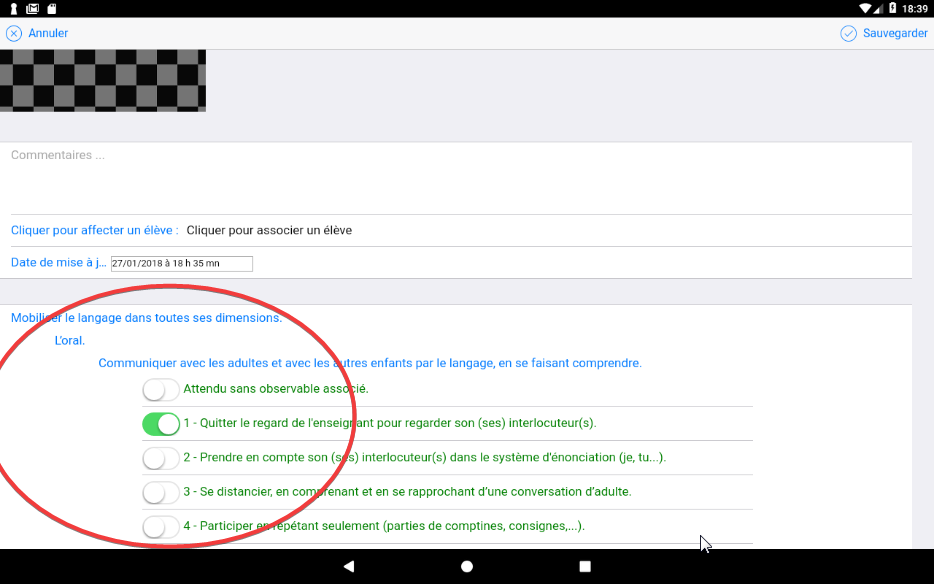 18:39
Annuler
Sauvegarder
Commentaires ...
Cliquer pour affecter un élève : Cliquer pour associer un élève
Date de mise à j... 27/01/2018 à 18 h 35 mn
Mobiliser le langage dans toutes ses dimensions.
L'oral.
Communiquer avec les adultes et avec les autres enfants par le langage, en se faisant comprendre.
Attendu sans observable associé.
1 - Quitter le regard de l'enseignant pour regarder son (ses) interlocuteur(s).
2 - Prendre en compte son (ses) interlocuteur(s) dans le système d'énonciation (je, tu...).
3 - Se distancier, en comprenant et en se rapprochant d'une conversation d'adulte.
4 - Participer en répétant seulement (parties de comptines, consignes,...).